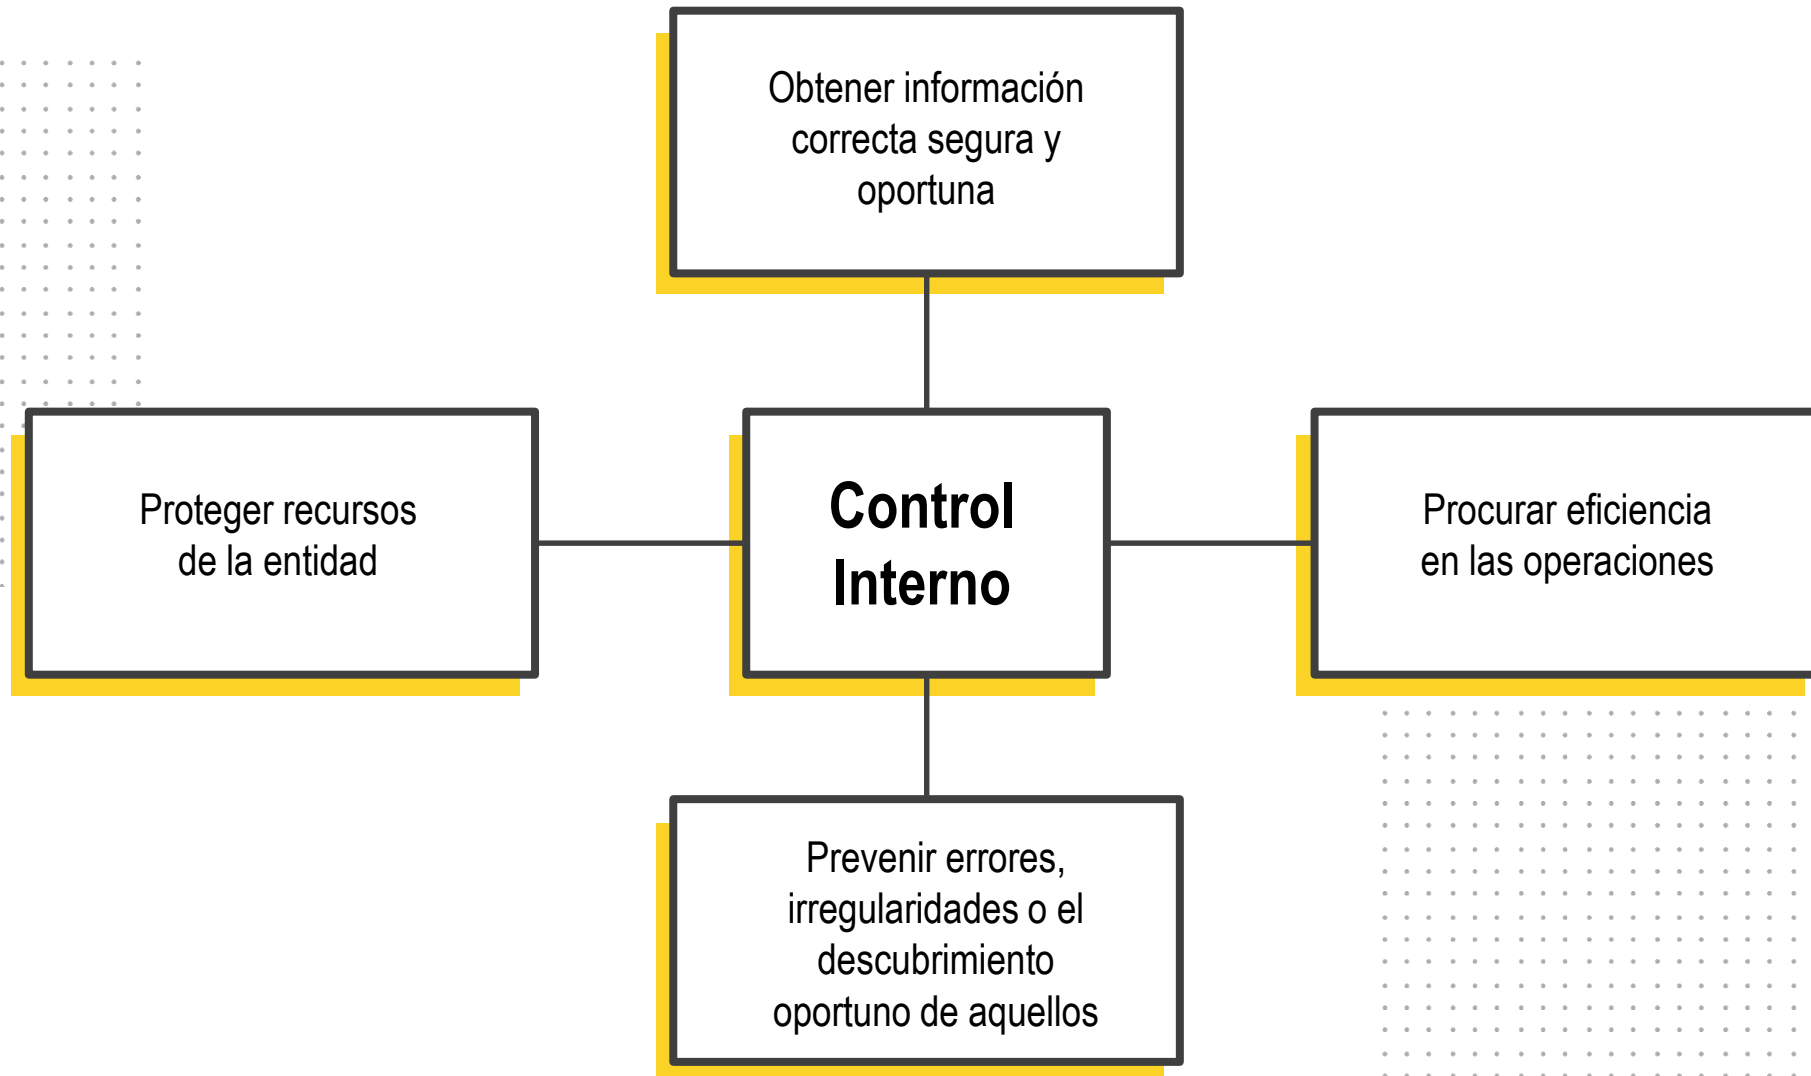 Obtener información
correcta segura y
oportuna
Proteger recursos
de la entidad
Control
Interno
Procurar eficiencia
en las operaciones
Prevenir errores,
irregularidades o el
descubrimiento
oportuno de aquellos